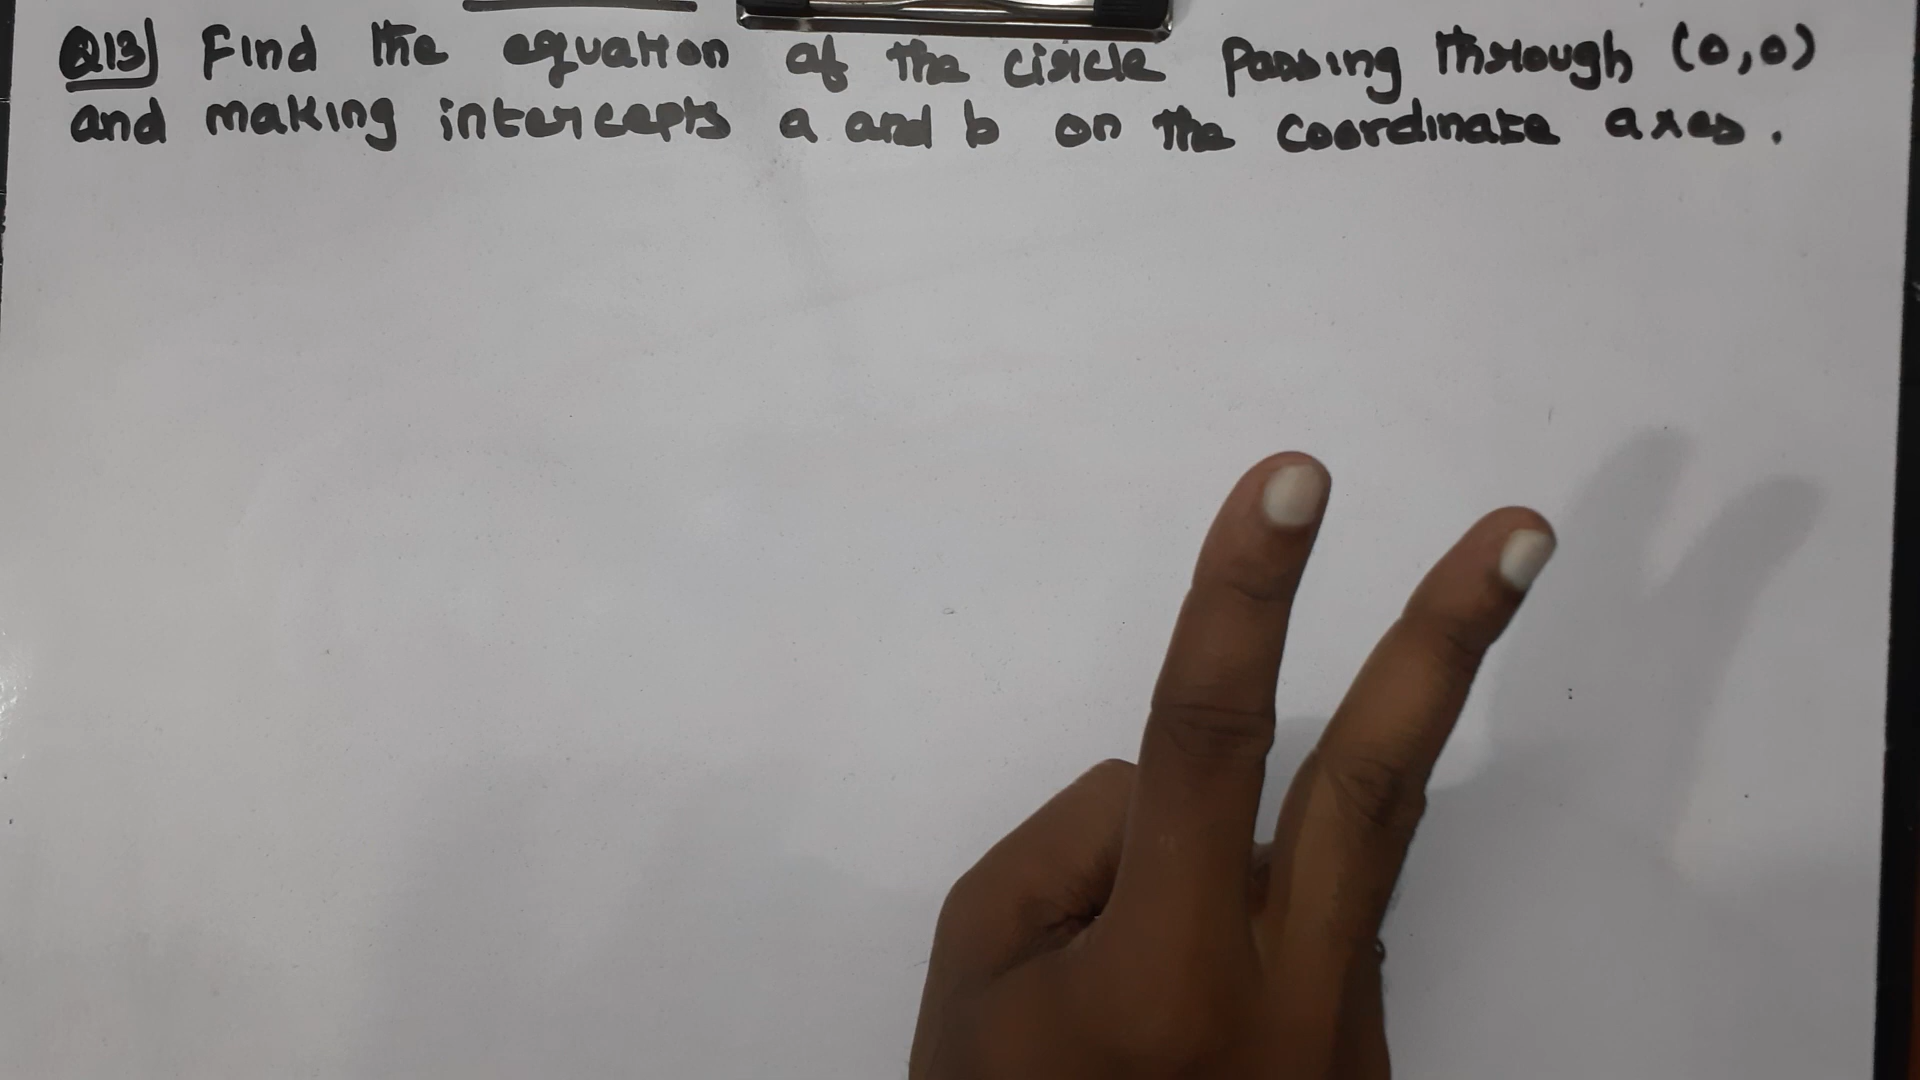 Q13) Find the equation of the circle passing through (0,0)
and making intercepts a and b on the coordinate axes.